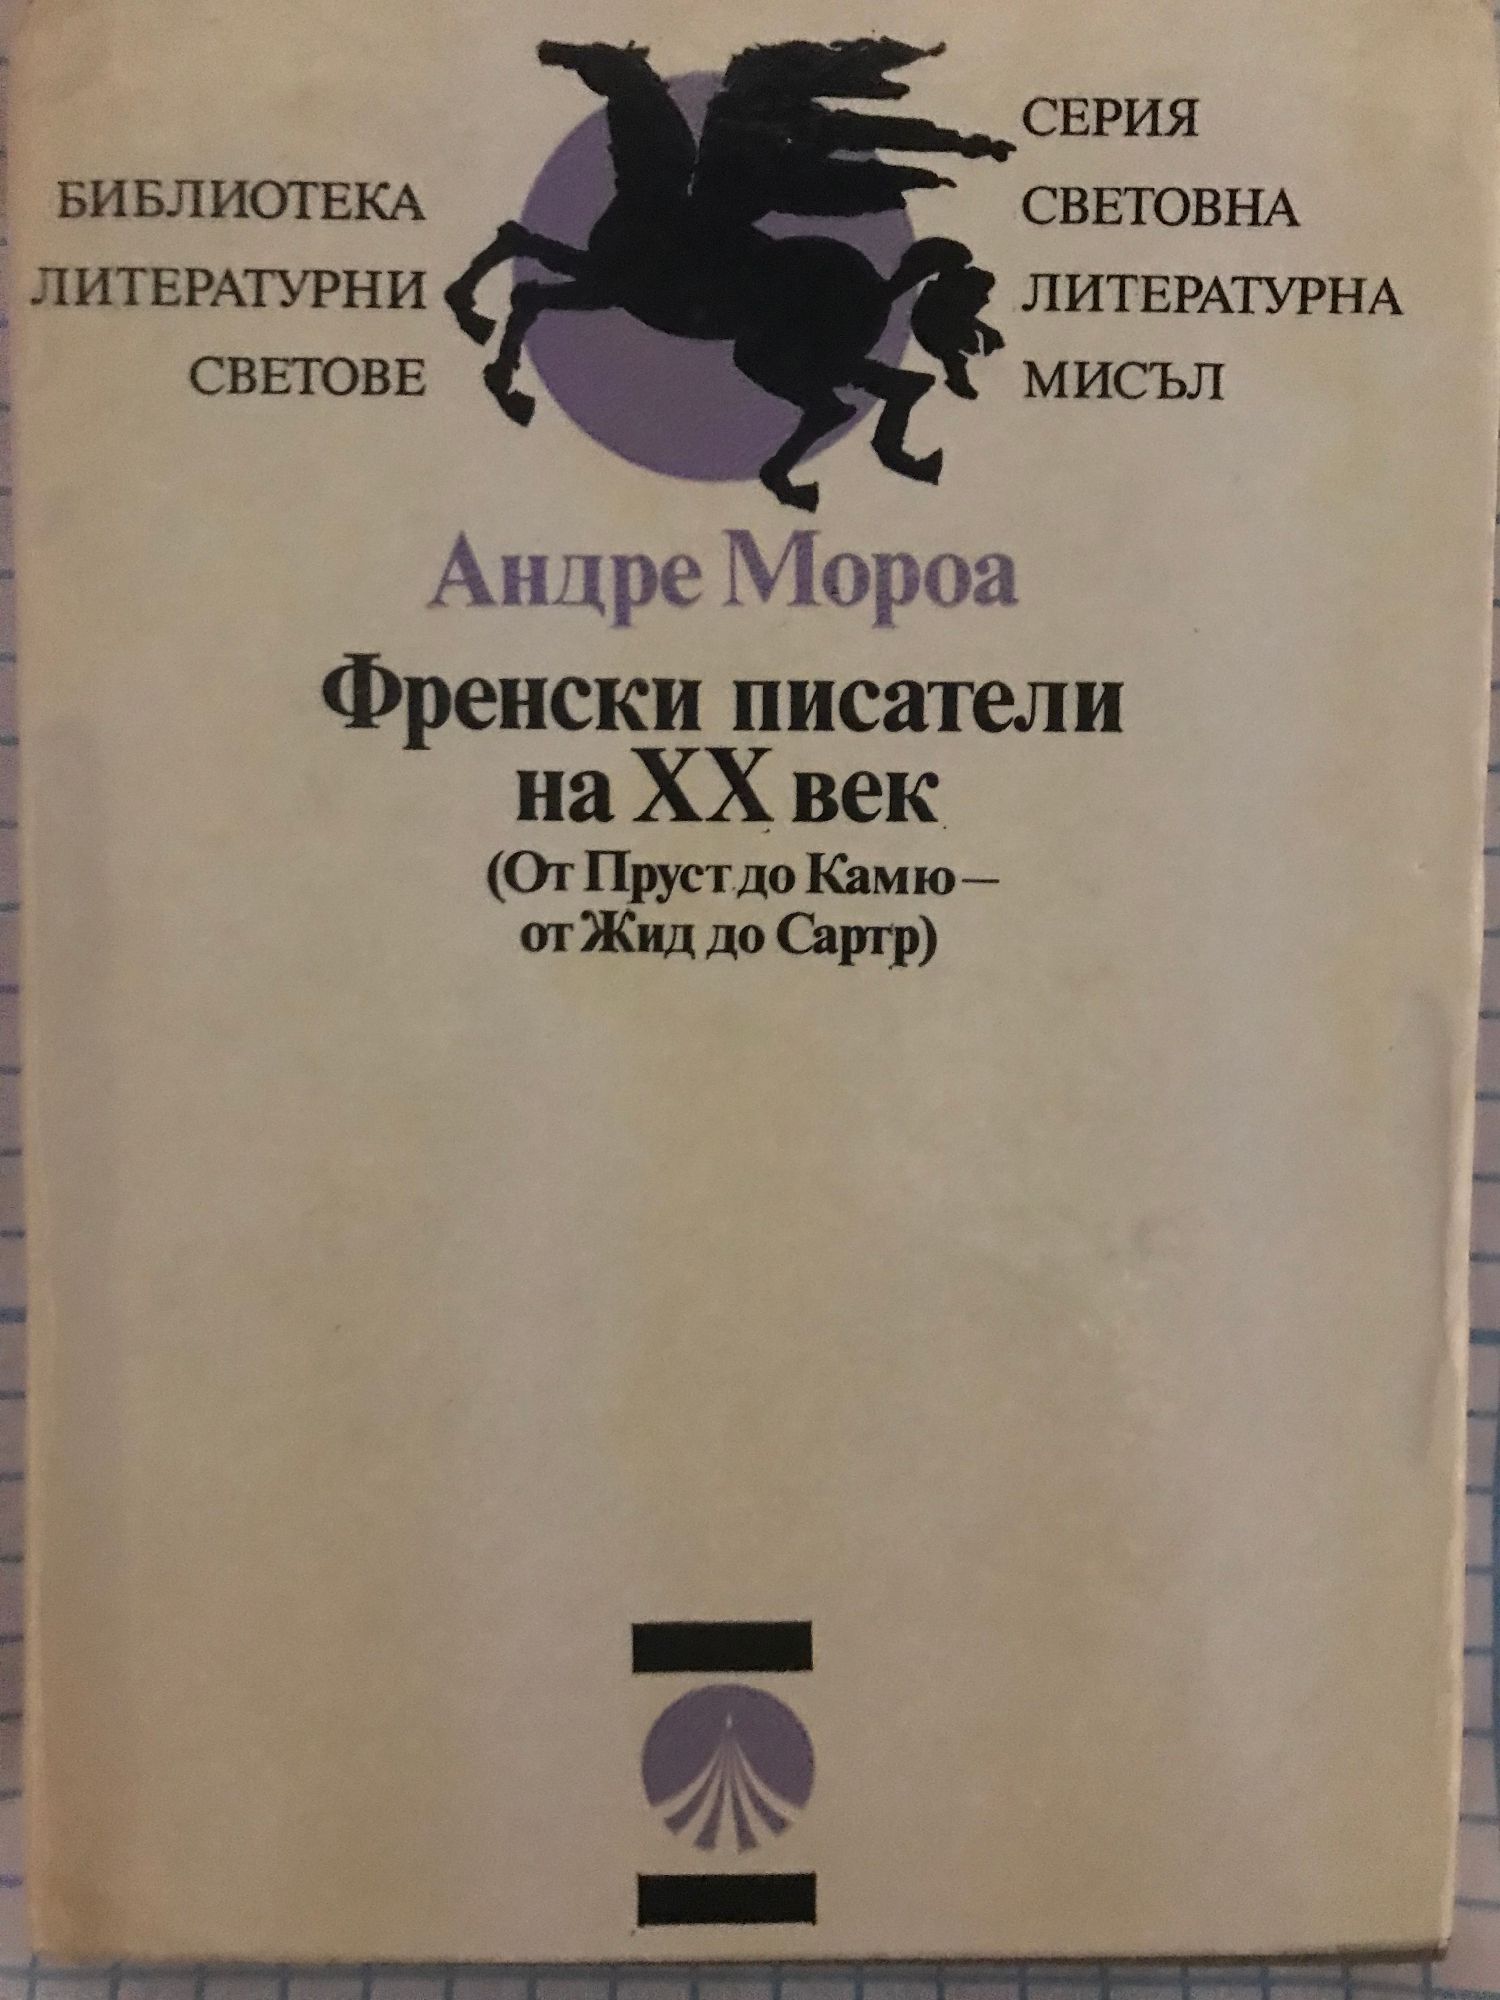 БИБЛИОТЕКА
ЛИТЕРАТУРНИ
СВЕТОВЕ
СЕРИЯ
СВЕТОВНА
ЛИТЕРАТУРНА
МИСЪЛ
Андре Мороа
Френски писатели
на XX век
(От Пруст до Камю—
от Жид до Сартр)